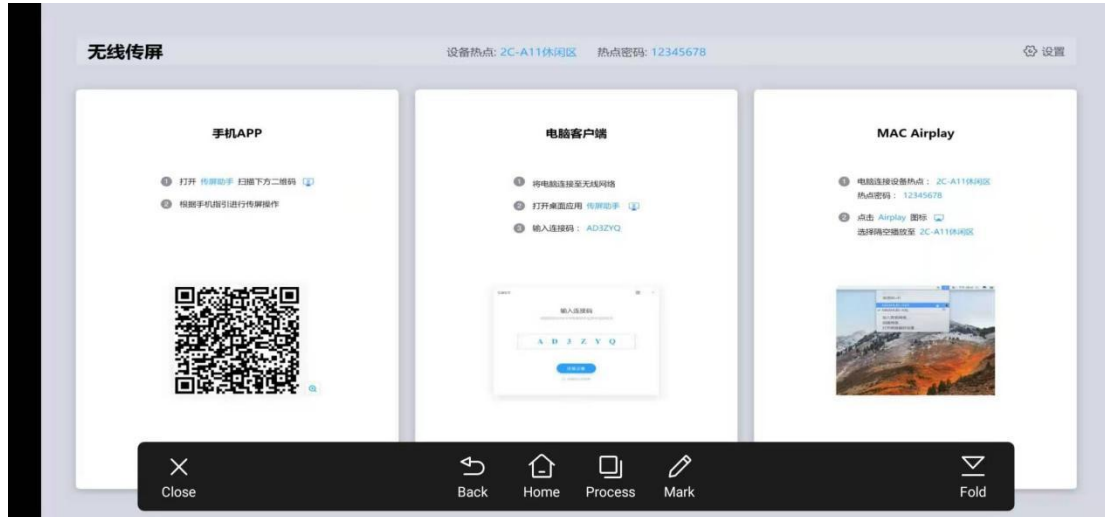 无线传屏
设备热点: 2C-A11休闲区 热点密码: 12345678
设置
手机APP
1 打开 传屏助手 扫描下方二维码
2 根据手机指引进行传屏操作
电脑客户端
1 将电脑连接至无线网络
2 打开桌面应用 传屏助手
3 输入连接码： AD3ZYQ
输入连接码
A D 3 Z Y Q
MAC Airplay
1 电脑连接设备热点： 2C-A11休闲区
热点密码： 12345678
2 点击 Airplay 图标
选择隔空播放至 2C-A11休闲区
Close
Back
Home
Process
Mark
Fold